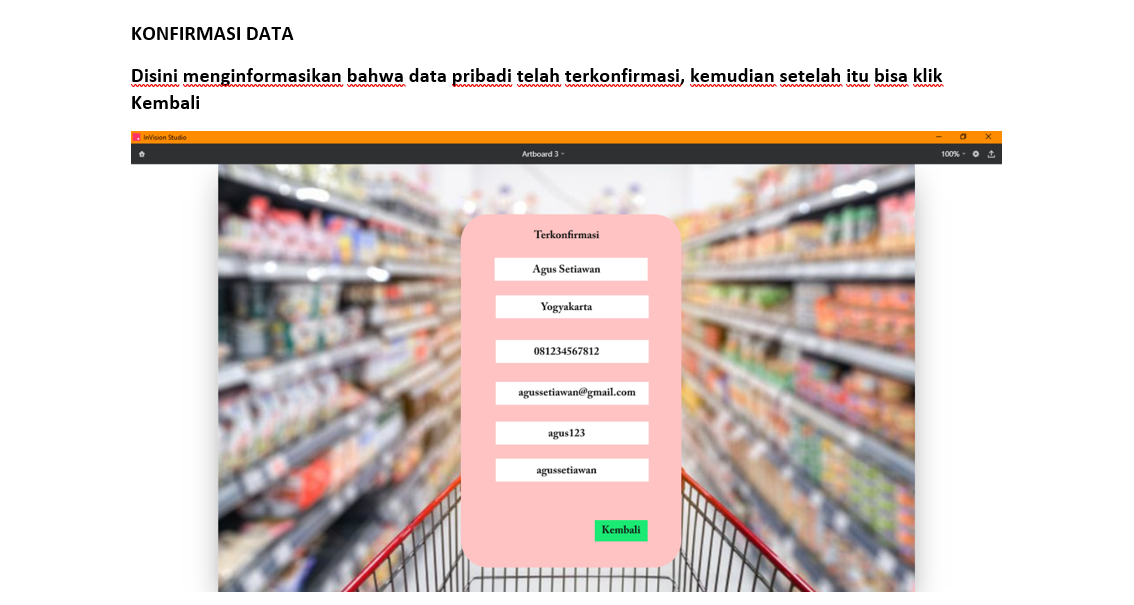 KONFIRMASI DATA
Disini menginformasikan bahwa data pribadi telah terkonfirmasi, kemudian setelah itu bisa klik
Kembali
InVision Studio
Artboard 3
100%
Terkonfirmasi
Agus Setiawan
Yogyakarta
081234567812
agussetiawan@gmail.com
agus123
agussetiawan
Kembali